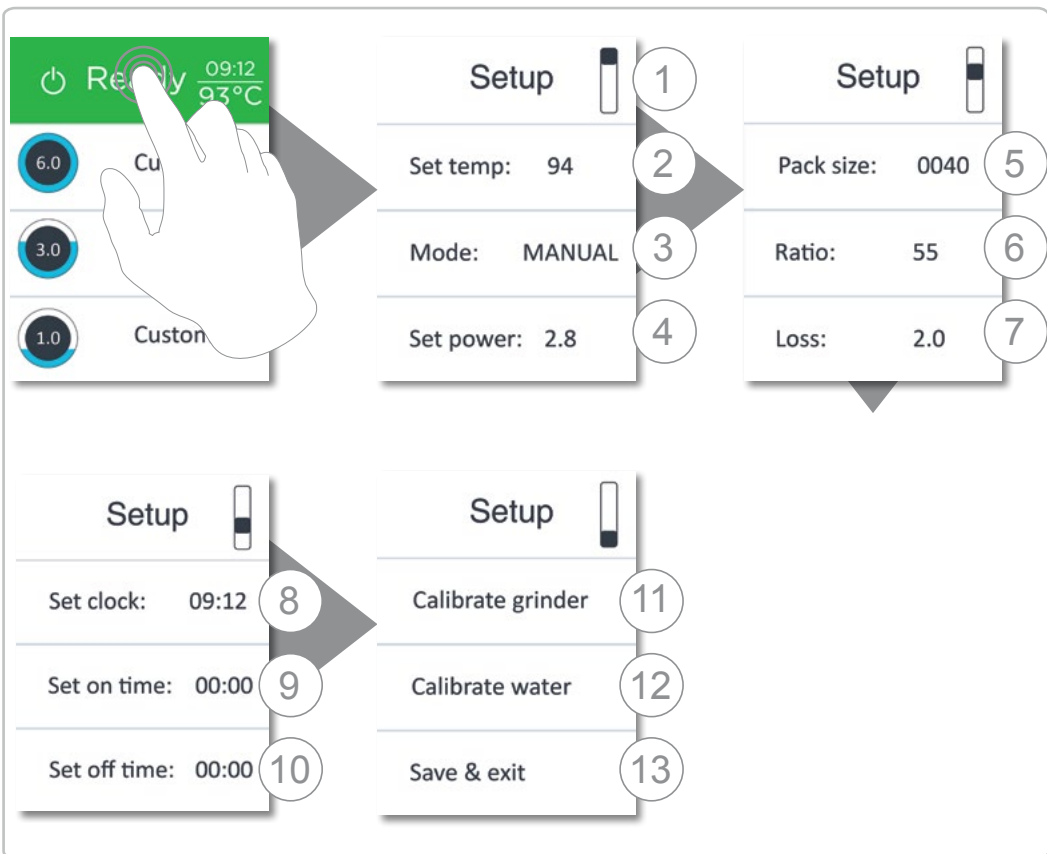 Ready 09:12
93°C
6.0
3.0
1.0
Setup 1
Set temp: 94 2
Mode: MANUAL 3
Set power: 2.8 4
Setup
Pack size: 0040 5
Ratio: 55 6
Loss: 2.0 7
Setup
Set clock: 09:12 8
Set on time: 00:00 9
Set off time: 00:00 10
Setup
Calibrate grinder 11
Calibrate water 12
Save & exit 13